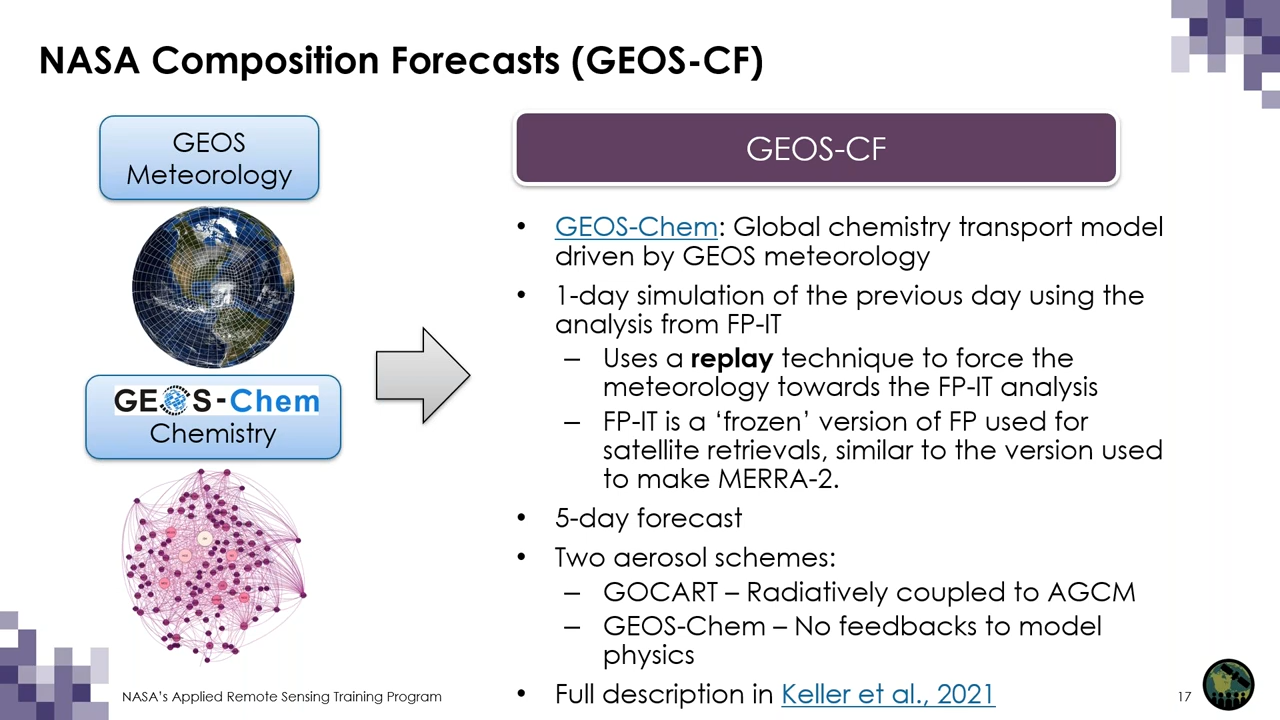 NASA Composition Forecasts (GEOS-CF)
GEOS
Meteorology
GEOS-Chem
Chemistry
GEOS-CF
• GEOS-Chem: Global chemistry transport model
driven by GEOS meteorology
• 1-day simulation of the previous day using the
analysis from FP-IT
– Uses a replay technique to force the
meteorology towards the FP-IT analysis
– FP-IT is a ‘frozen’ version of FP used for
satellite retrievals, similar to the version used
to make MERRA-2.
• 5-day forecast
• Two aerosol schemes:
– GOCART – Radiatively coupled to AGCM
– GEOS-Chem – No feedbacks to model
physics
• Full description in Keller et al., 2021
NASA’s Applied Remote Sensing Training Program
17